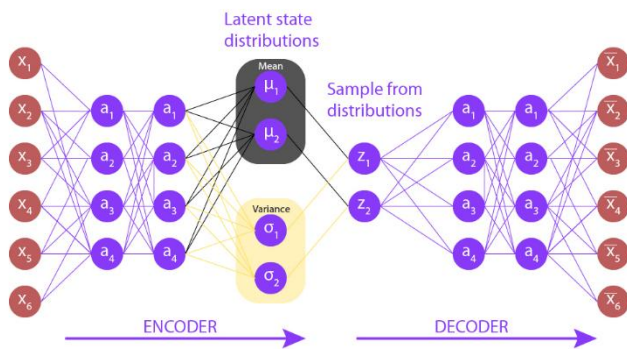 Latent state
distributions
Mean
μ₁
μ₂
Sample from
distributions
Variance
σ₁
σ₂
x₁
x₂
x₃
x₄
x₅
x₆
a₁
a₂
a₃
a₄
a₁
a₂
a₃
a₄
z₁
z₂
a₁
a₂
a₃
a₄
a₁
a₂
a₃
a₄
x̅₁
x̅₂
x̅₃
x̅₄
x̅₅
x̅₆
ENCODER
DECODER